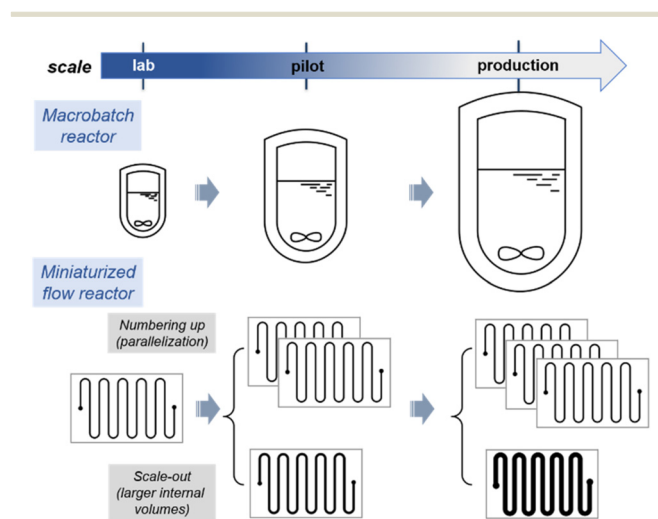 scale lab pilot production
Macrobatch
reactor
Miniaturized
flow reactor
Numbering up
(parallelization)
Scale-out
(larger internal
volumes)